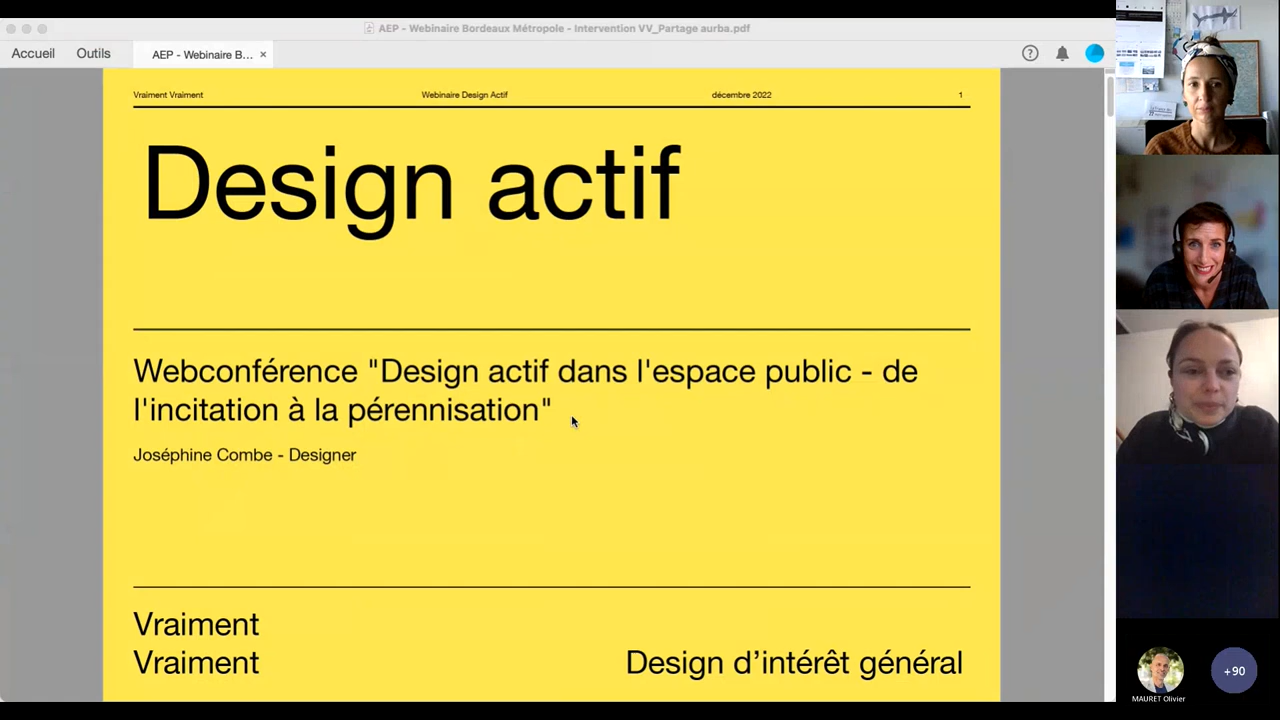 AEP - Webinaire Bordeaux Métropole - Intervention VV_Partage aurba.pdf
Accueil Outils AEP - Webinaire B... ×
Vraiment Vraiment Webinaire Design Actif décembre 2022 1
Design actif
Webconférence "Design actif dans l'espace public - de
l'incitation à la pérennisation"
Joséphine Combe - Designer
Vraiment
Vraiment
Design d'intérêt général
+90
MAURET Olivier